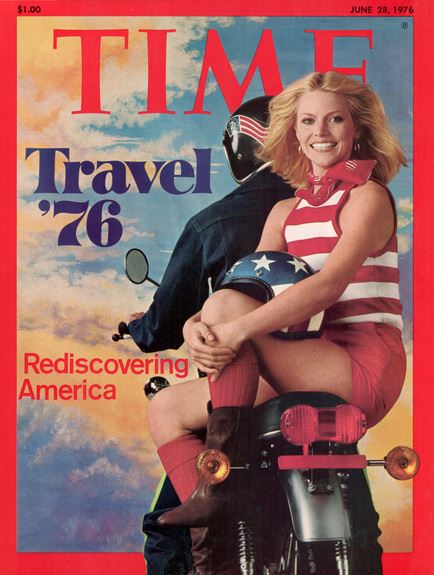 $1.00
JUNE 28, 1976
TIME
®
Travel
'76
Rediscovering
America